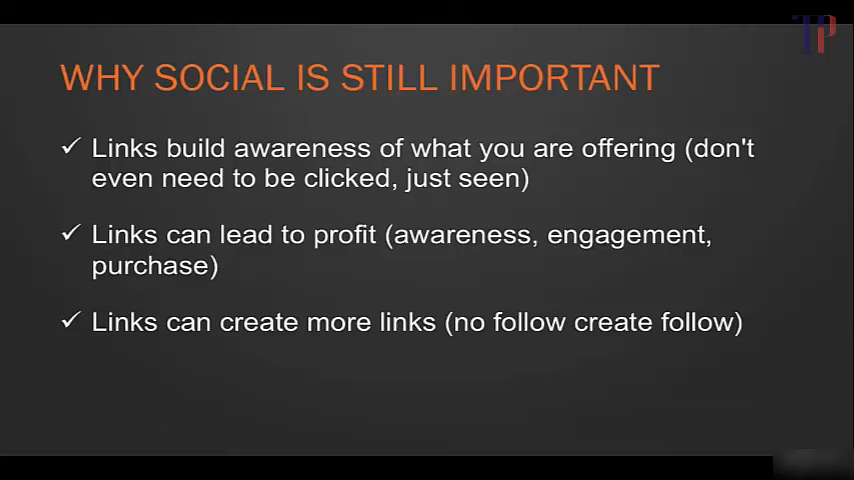 TP
WHY SOCIAL IS STILL IMPORTANT
✓ Links build awareness of what you are offering (don't
even need to be clicked, just seen)
✓ Links can lead to profit (awareness, engagement,
purchase)
✓ Links can create more links (no follow create follow)